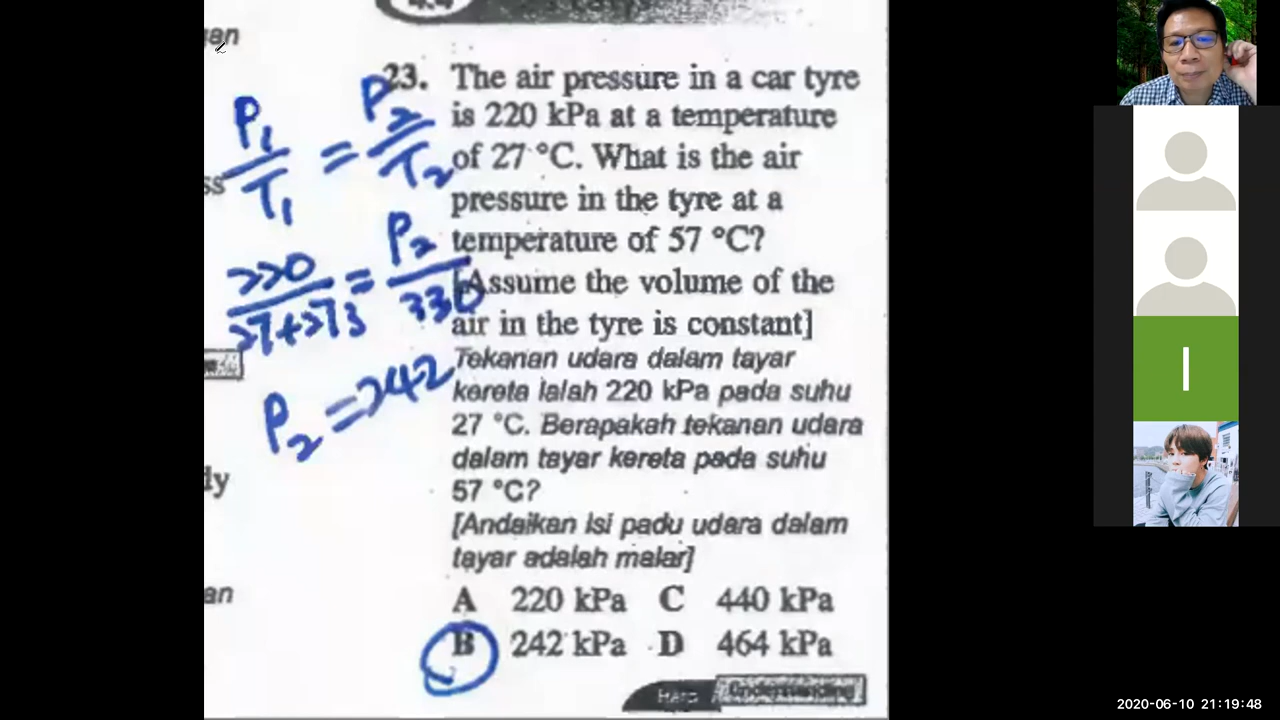 23. The air pressure in a car tyre
is 220 kPa at a temperature
of 27 °C. What is the air
pressure in the tyre at a
temperature of 57 °C?
[Assume the volume of the
air in the tyre is constant]
Tekanan udara dalam tayar
kereta ialah 220 kPa pada suhu
27 °C. Berapakah tekanan udara
dalam tayar kereta pada suhu
57 °C?
[Andaikan isi padu udara dalam
tayar adalah malar]
A 220 kPa C 440 kPa
B 242 kPa D 464 kPa
P₁/T₁ = P₂/T₂
220/27+273 = P₂/330
P₂ = 242
Understanding
an
I
2020-06-10 21:19:48